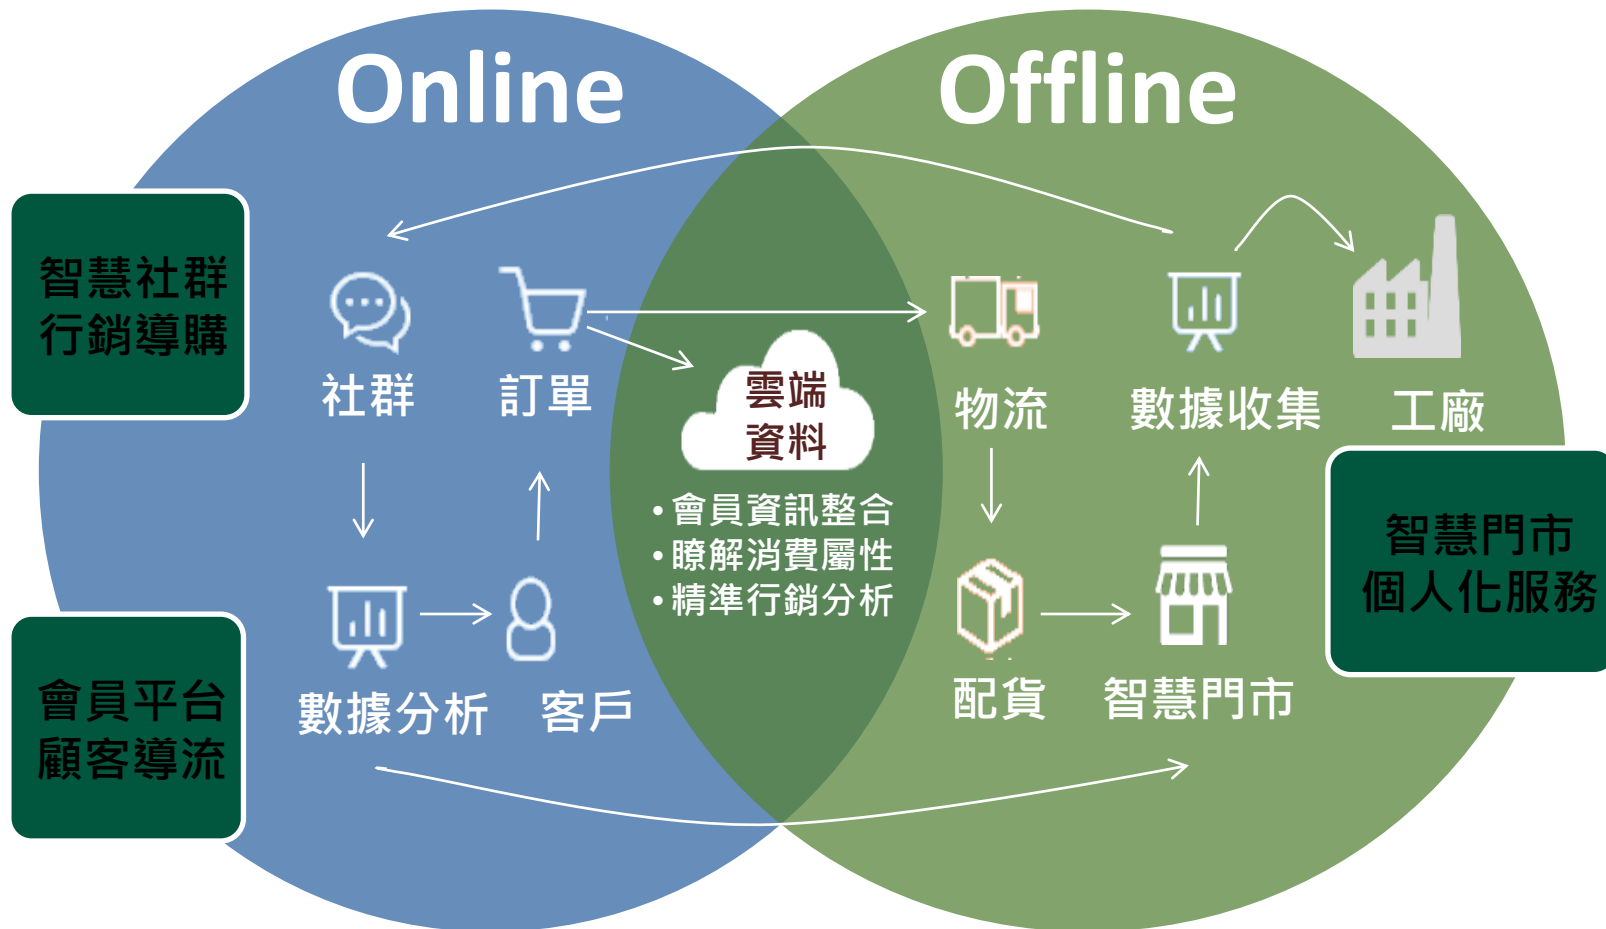 Online
Offline
智慧社群
行銷導購
社群
訂單
雲端
資料
物流
數據收集
工廠
•會員資訊整合
•瞭解消費屬性
•精準行銷分析
智慧門市
個人化服務
會員平台
顧客導流
數據分析
客戶
配貨
智慧門市